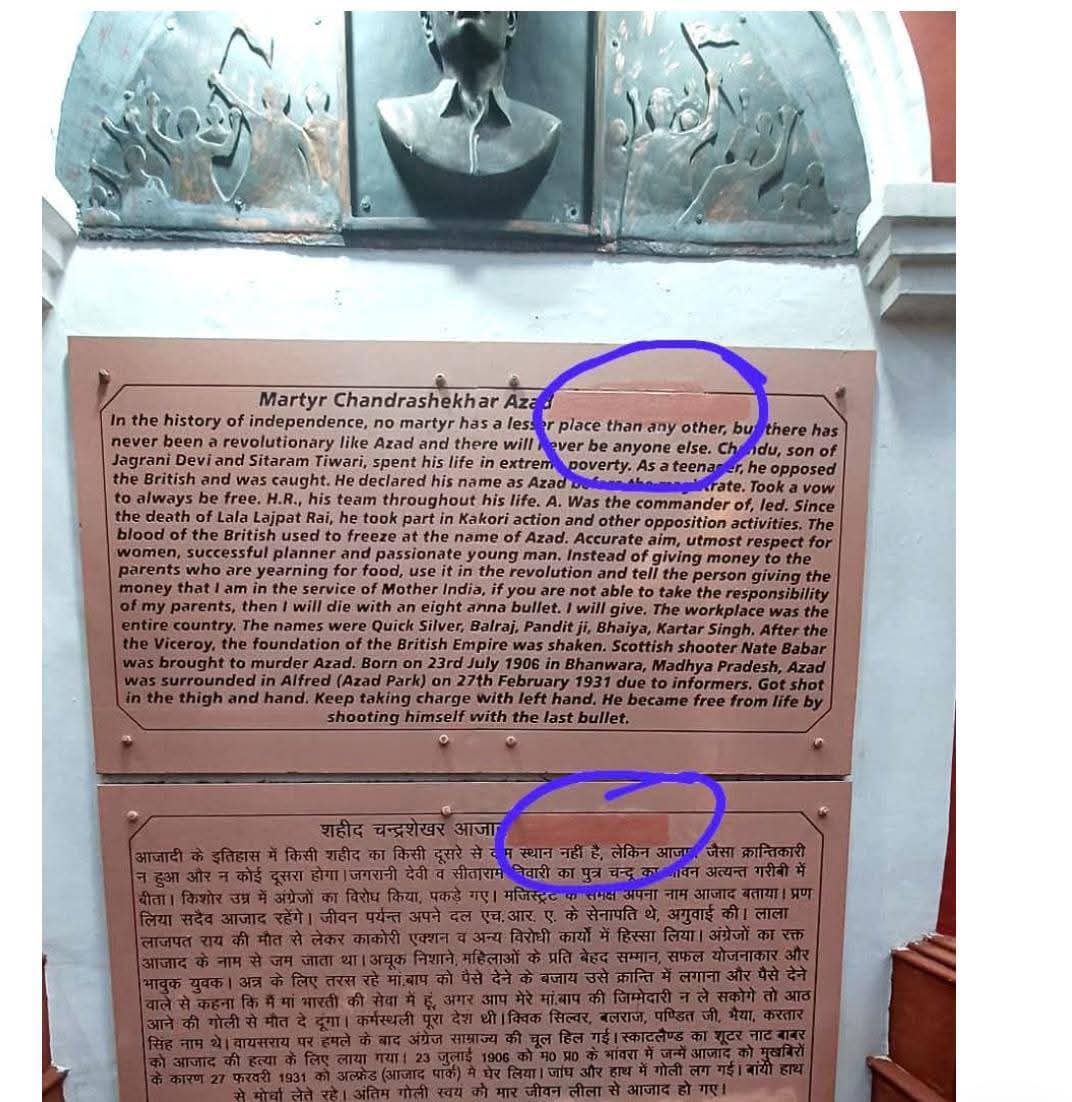 Martyr Chandrashekhar Azad
In the history of independence, no martyr has a lesser place than any other, but there has
never been a revolutionary like Azad and there will never be anyone else. Chandu, son of
Jagrani Devi and Sitaram Tiwari, spent his life in extreme poverty. As a teenager, he opposed
the British and was caught. He declared his name as Azad before the magistrate. Took a vow
to always be free. H.R., his team throughout his life. A. Was the commander of, led. Since
the death of Lala Lajpat Rai, he took part in Kakori action and other opposition activities. The
blood of the British used to freeze at the name of Azad. Accurate aim, utmost respect for
women, successful planner and passionate young man. Instead of giving money to the
parents who are yearning for food, use it in the revolution and tell the person giving the
money that I am in the service of Mother India, if you are not able to take the responsibility
of my parents, then I will die with an eight anna bullet. I will give. The workplace was the
entire country. The names were Quick Silver, Balraj, Pandit ji, Bhaiya, Kartar Singh. After the
the Viceroy, the foundation of the British Empire was shaken. Scottish shooter Nate Babar
was brought to murder Azad. Born on 23rd July 1906 in Bhanwara, Madhya Pradesh, Azad
was surrounded in Alfred (Azad Park) on 27th February 1931 due to informers. Got shot
in the thigh and hand. Keep taking charge with left hand. He became free from life by
shooting himself with the last bullet.
शहीद चन्द्रशेखर आजाद
आजादी के इतिहास में किसी शहीद का किसी दूसरे से कम स्थान नहीं है, लेकिन आजाद जैसा क्रान्तिकारी
न हुआ और न कोई दूसरा होगा। जगरानी देवी व सीताराम तिवारी का पुत्र चन्दू का जीवन अत्यन्त गरीबी में
बीता। किशोर उम्र में अंग्रेजों का विरोध किया, पकड़े गए। मजिस्ट्रेट के समक्ष अपना नाम आजाद बताया। प्रण
लिया सदैव आजाद रहेंगे। जीवन पर्यन्त अपने दल एच.आर. ए. के सेनापति थे, अगुवाई की। लाला
लाजपत राय की मौत से लेकर काकोरी एक्शन व अन्य विरोधी कार्यों में हिस्सा लिया। अंग्रेजों का रक्त
आजाद के नाम से जम जाता था। अचूक निशाने, महिलाओं के प्रति बेहद सम्मान, सफल योजनाकार और
भावुक युवक। अन्न के लिए तरस रहे मां.बाप को पैसे देने के बजाय उसे क्रान्ति में लगाना और पैसे देने
वाले से कहना कि मैं मां भारती की सेवा में हूं, अगर आप मेरे मां.बाप की जिम्मेदारी न ले सकोगे तो आठ
आने की गोली से मौत दे दूंगा। कर्मस्थली पूरा देश थी। क्विक सिल्वर, बलराज, पण्डित जी, भैया, करतार
सिंह नाम थे। वायसराय पर हमले के बाद अंग्रेज साम्राज्य की चूल हिल गई। स्काटलैण्ड का शूटर नाट बाबर
को आजाद की हत्या के लिए लाया गया। 23 जुलाई 1906 को म0 प्र0 के भांवरा में जन्में आजाद को मुखबिरों
के कारण 27 फरवरी 1931 को अल्फ्रेड (आजाद पार्क) में घेर लिया। जांघ और हाथ में गोली लग गई। बांयी हाथ
से मोर्चा लेते रहे। अंतिम गोली स्वयं को मार जीवन लीला से आजाद हो गए।